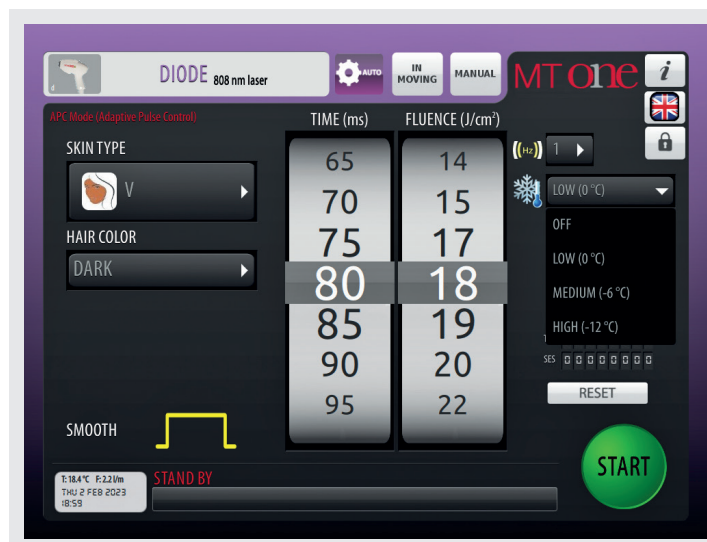 DIODE 808 nm laser
AUTO
IN
MOVING
MANUAL
MT one
i
APC Mode (Adaptive Pulse Control)
SKIN TYPE
V
HAIR COLOR
DARK
SMOOTH
TIME (ms)
65
70
75
80
85
90
95
FLUENCE (J/cm²)
14
15
17
18
19
20
22
((Hz))
1
LOW (0 °C)
OFF
LOW (0 °C)
MEDIUM (-6 °C)
HIGH (-12 °C)
SES 00000000
RESET
START
T: 18.4°C F: 2.2 l/m
THU 2 FEB 2023
18:59
STAND BY